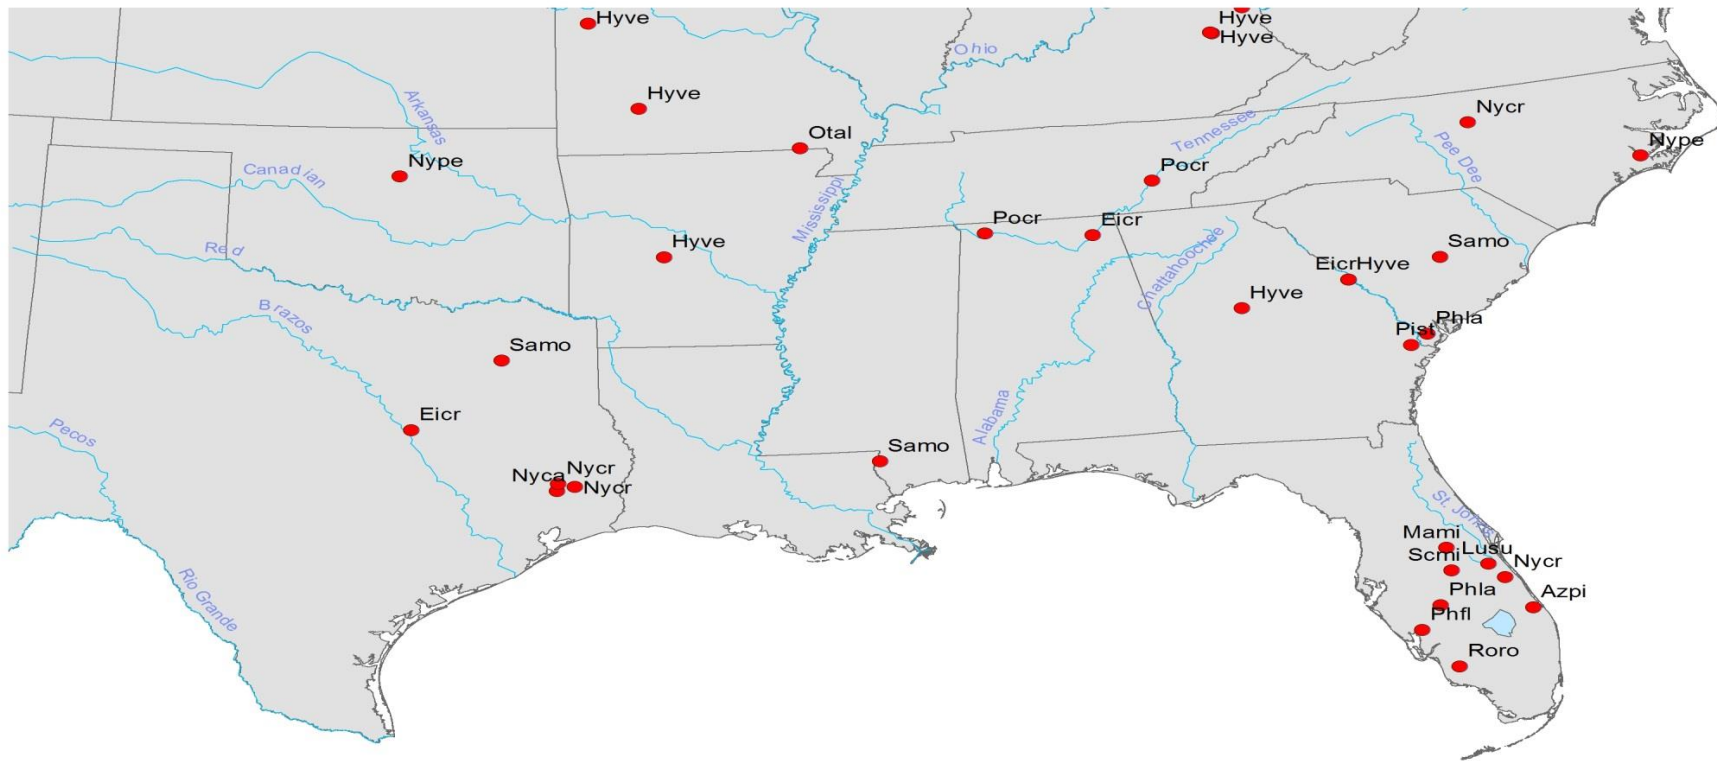 Hyve
Hyve
Hyve
Ohio
Hyve
Arkansas
Nycr
Tennessee
Otal
Nype
Pee Dee
Nype
Canadian
Pocr
Mississippi
Pocr
Eicr
Red
Hyve
Chattahoochee
Samo
EicrHyve
Hyve
Brazos
Phla
Pist
Samo
Eicr
Alabama
Pecos
Samo
Nycr
Nyca
Nycr
St. Johns
Mami
Lusu
Scmi
Nycr
Phla
Azpi
Phfl
Rio Grande
Roro